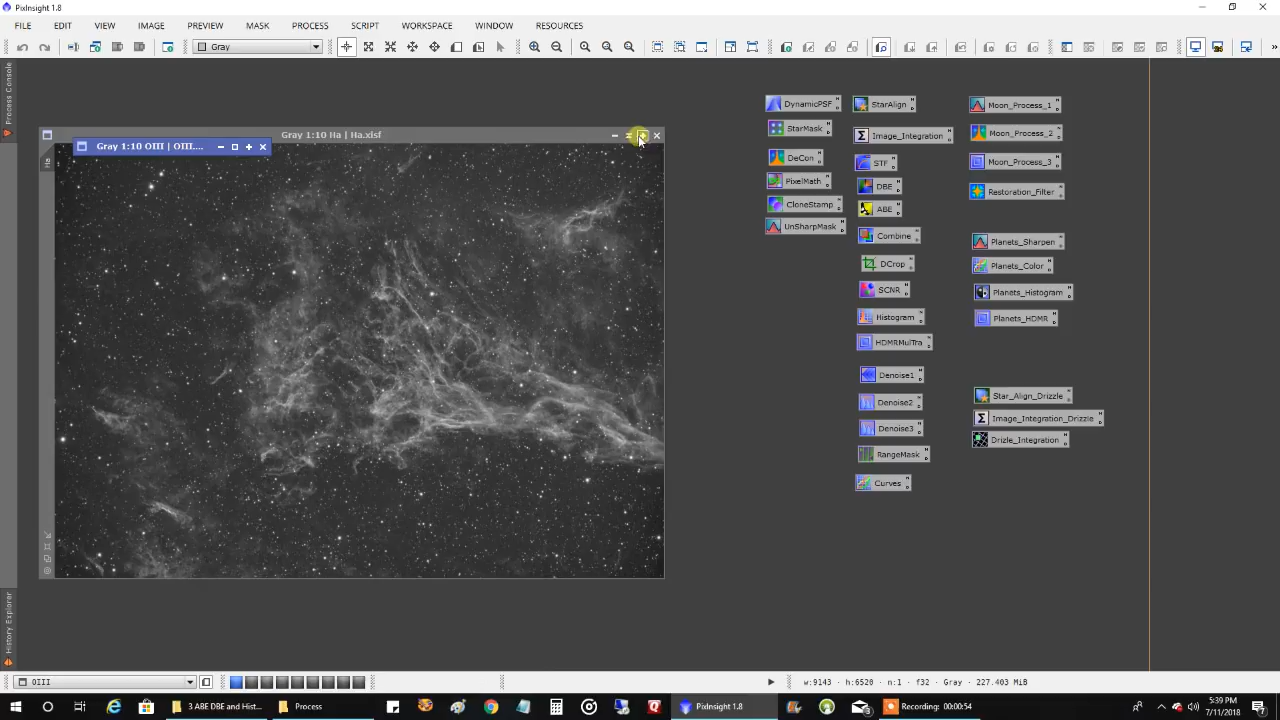 PixInsight 1.8
FILE EDIT VIEW IMAGE PREVIEW MASK PROCESS SCRIPT WORKSPACE WINDOW RESOURCES
Gray
Process Console
History Explorer
Gray 1:10 Ha | Ha.xisf
Gray 1:10 OIII | OIII....
Ha
DynamicPSF
StarMask
DeCon
PixelMath
CloneStamp
UnSharpMask
StarAlign
Image_Integration
STF
DBE
ABE
Combine
DCrop
SCNR
Histogram
HDMRMulTra
Denoise1
Denoise2
Denoise3
RangeMask
Curves
Moon_Process_1
Moon_Process_2
Moon_Process_3
Restoration_Filter
Planets_Sharpen
Planets_Color
Planets_Histogram
Planets_HDMR
Star_Align_Drizzle
Image_Integration_Drizzle
Drizle_Integration
OIII
w:9143 · h:6520 · n:1 · f32 · Gray · 227.403 MiB
3 ABE DBE and Hist...
Process
PixInsight 1.8
Recording: 00:00:54
5:39 PM
7/11/2018